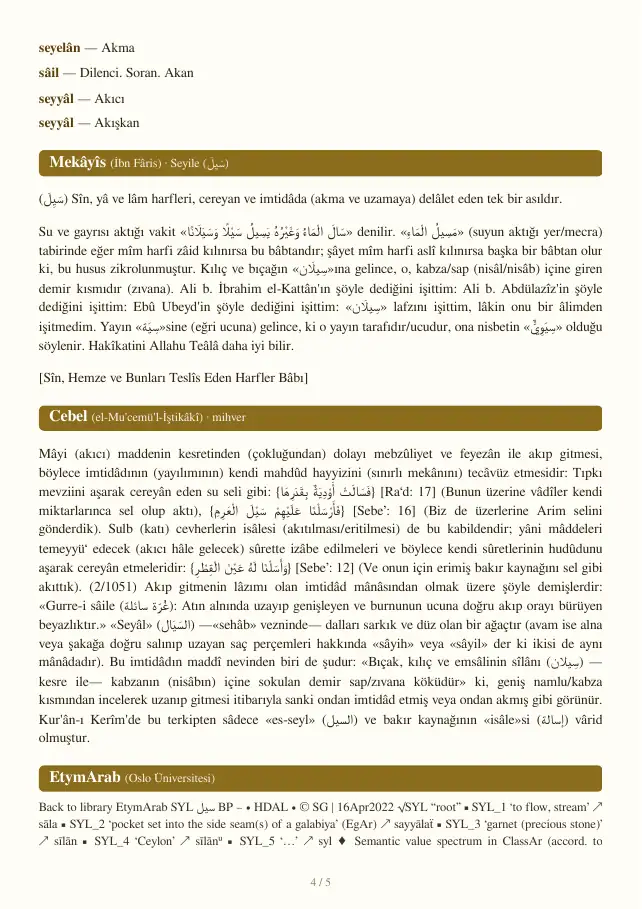 seyelân — Akma
sâil — Dilenci. Soran. Akan
seyyâl — Akıcı
seyyâl — Akışkan
Mekâyîs (İbn Fâris) · Seyile (سَيِلَ)
(سَيِلَ) Sîn, yâ ve lâm harfleri, cereyan ve imtidâda (akma ve uzamaya) delâlet eden tek bir asıldır.
Su ve gayrısı aktığı vakit «سَالَ الْمَاءُ وَغَيْرُهُ يَسِيلُ سَيْلًا وَسَيَلَانًا» denilir. «مَسِيلُ الْمَاءِ» (suyun aktığı yer/mecra)
tabirinde eğer mîm harfi zâid kılınırsa bu bâbtandır; şâyet mîm harfi aslî kılınırsa başka bir bâbtan olur
ki, bu husus zikrolunmuştur. Kılıç ve bıçağın «سِيلَان»ına gelince, o, kabza/sap (nisâl/nisâb) içine giren
demir kısmıdır (zıvana). Ali b. İbrahim el-Kattân'ın şöyle dediğini işittim: Ali b. Abdülazîz'in şöyle
dediğini işittim: Ebû Ubeyd'in şöyle dediğini işittim: «سِيلَان» lafzını işittim, lâkin onu bir âlimden
işitmedim. Yayın «سِيَة»sine (eğri ucuna) gelince, ki o yayın tarafıdır/ucudur, ona nisbetin «سِيَوِيٌّ» olduğu
söylenir. Hakîkatini Allahu Teâlâ daha iyi bilir.
[Sîn, Hemze ve Bunları Teslîs Eden Harfler Bâbı]
Cebel (el-Mu'cemü'l-İştikâkî) · mihver
Mâyi (akıcı) maddenin kesretinden (çokluğundan) dolayı mebzûliyet ve feyezân ile akıp gitmesi,
böylece imtidâdının (yayılımının) kendi mahdûd hayyizini (sınırlı mekânını) tecâvüz etmesidir: Tıpkı
mevziini aşarak cereyan eden su seli gibi: {فَسَالَتْ أَوْدِيَةٌ بِقَدَرِهَا} [Ra‘d: 17] (Bunun üzerine vâdîler kendi
miktarlarınca sel olup aktı), {فَأَرْسَلْنَا عَلَيْهِمْ سَيْلَ الْعَرِمِ} [Sebe’: 16] (Biz de üzerlerine Arim selini
gönderdik). Sulb (katı) cevherlerin isâlesi (akıtılması/eritilmesi) de bu kabildendir; yâni mâddeleri
temeyyu‘ edecek (akıcı hâle gelecek) sûrette izâbe edilmeleri ve böylece kendi sûretlerinin hudûdunu
aşarak cereyan etmeleridir: {وَأَسَلْنَا لَهُ عَيْنَ الْقِطْرِ} [Sebe’: 12] (Ve onun için erimiş bakır kaynağını sel gibi
akıttık). (2/1051) Akıp gitmenin lâzımı olan imtidâd mânâsından olmak üzere şöyle demişlerdir:
«Gurre-i sâile (غُرّة سائلة): Atın alnında uzayıp genişleyen ve burnunun ucuna doğru akıp orayı bürüyen
beyazlıktır.» «Seyâl» (السَيَال) —«sehâb» vezninde— dalları sarkık ve düz olan bir ağaçtır (avam ise alna
veya şakağa doğru salınıp uzayan saç perçemleri hakkında «sâyih» veya «sâyil» der ki ikisi de aynı
mânâdadır). Bu imtidâdın maddî nevinden biri de şudur: «Bıçak, kılıç ve emsâlinin sîlânı (سِيلان) —
kesre ile— kabzanın (nisâbın) içine sokulan demir sap/zıvana köküdür» ki, geniş namlu/kabza
kısmından incelerek uzanıp gitmesi itibarıyla sanki ondan imtidâd etmiş veya ondan akmış gibi görünür.
Kur'ân-ı Kerîm'de bu terkipten sâdece «es-seyl» (السيل) ve bakır kaynağının «isâle»si (إسالة) vârid
olmuştur.
EtymArab (Oslo Üniversitesi)
Back to library EtymArab SYL سيل BP – • HDAL • © SG | 16Apr2022 √SYL “root” ▪ SYL_1 ‘to flow, stream’ ↗
sāla ▪ SYL_2 ‘pocket set into the side seam(s) of a galabiya’ (EgAr) ↗ sayyālaẗ ▪ SYL_3 ‘garnet (precious stone)’
↗ sīlān ▪ SYL_4 ‘Ceylon’ ↗ sīlānᵘ ▪ SYL_5 ‘…’ ↗ syl ♦ Semantic value spectrum in ClassAr (accord. to
4 / 5